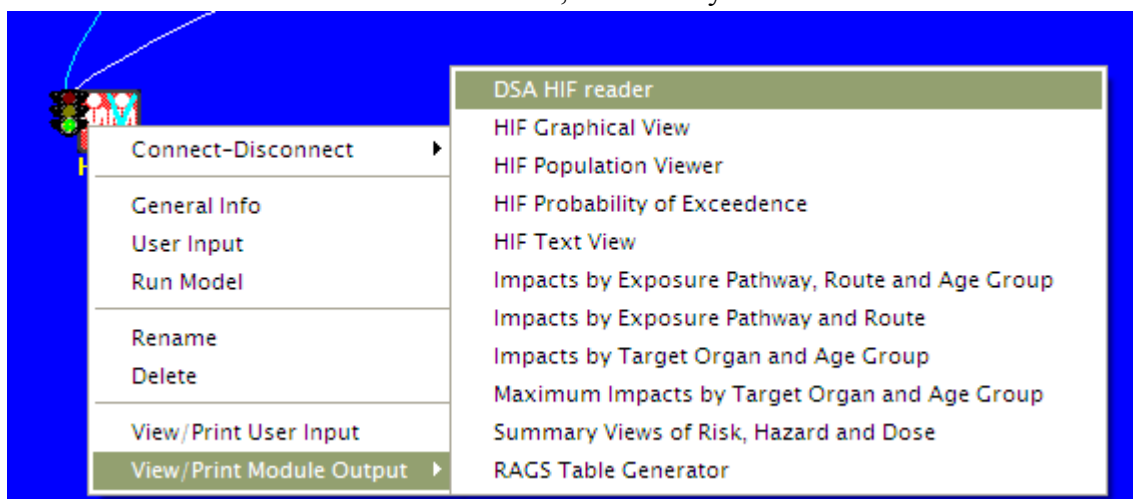 Connect-Disconnect
General Info
User Input
Run Model
Rename
Delete
View/Print User Input
View/Print Module Output
DSA HIF reader
HIF Graphical View
HIF Population Viewer
HIF Probability of Exceedence
HIF Text View
Impacts by Exposure Pathway, Route and Age Group
Impacts by Exposure Pathway and Route
Impacts by Target Organ and Age Group
Maximum Impacts by Target Organ and Age Group
Summary Views of Risk, Hazard and Dose
RAGS Table Generator